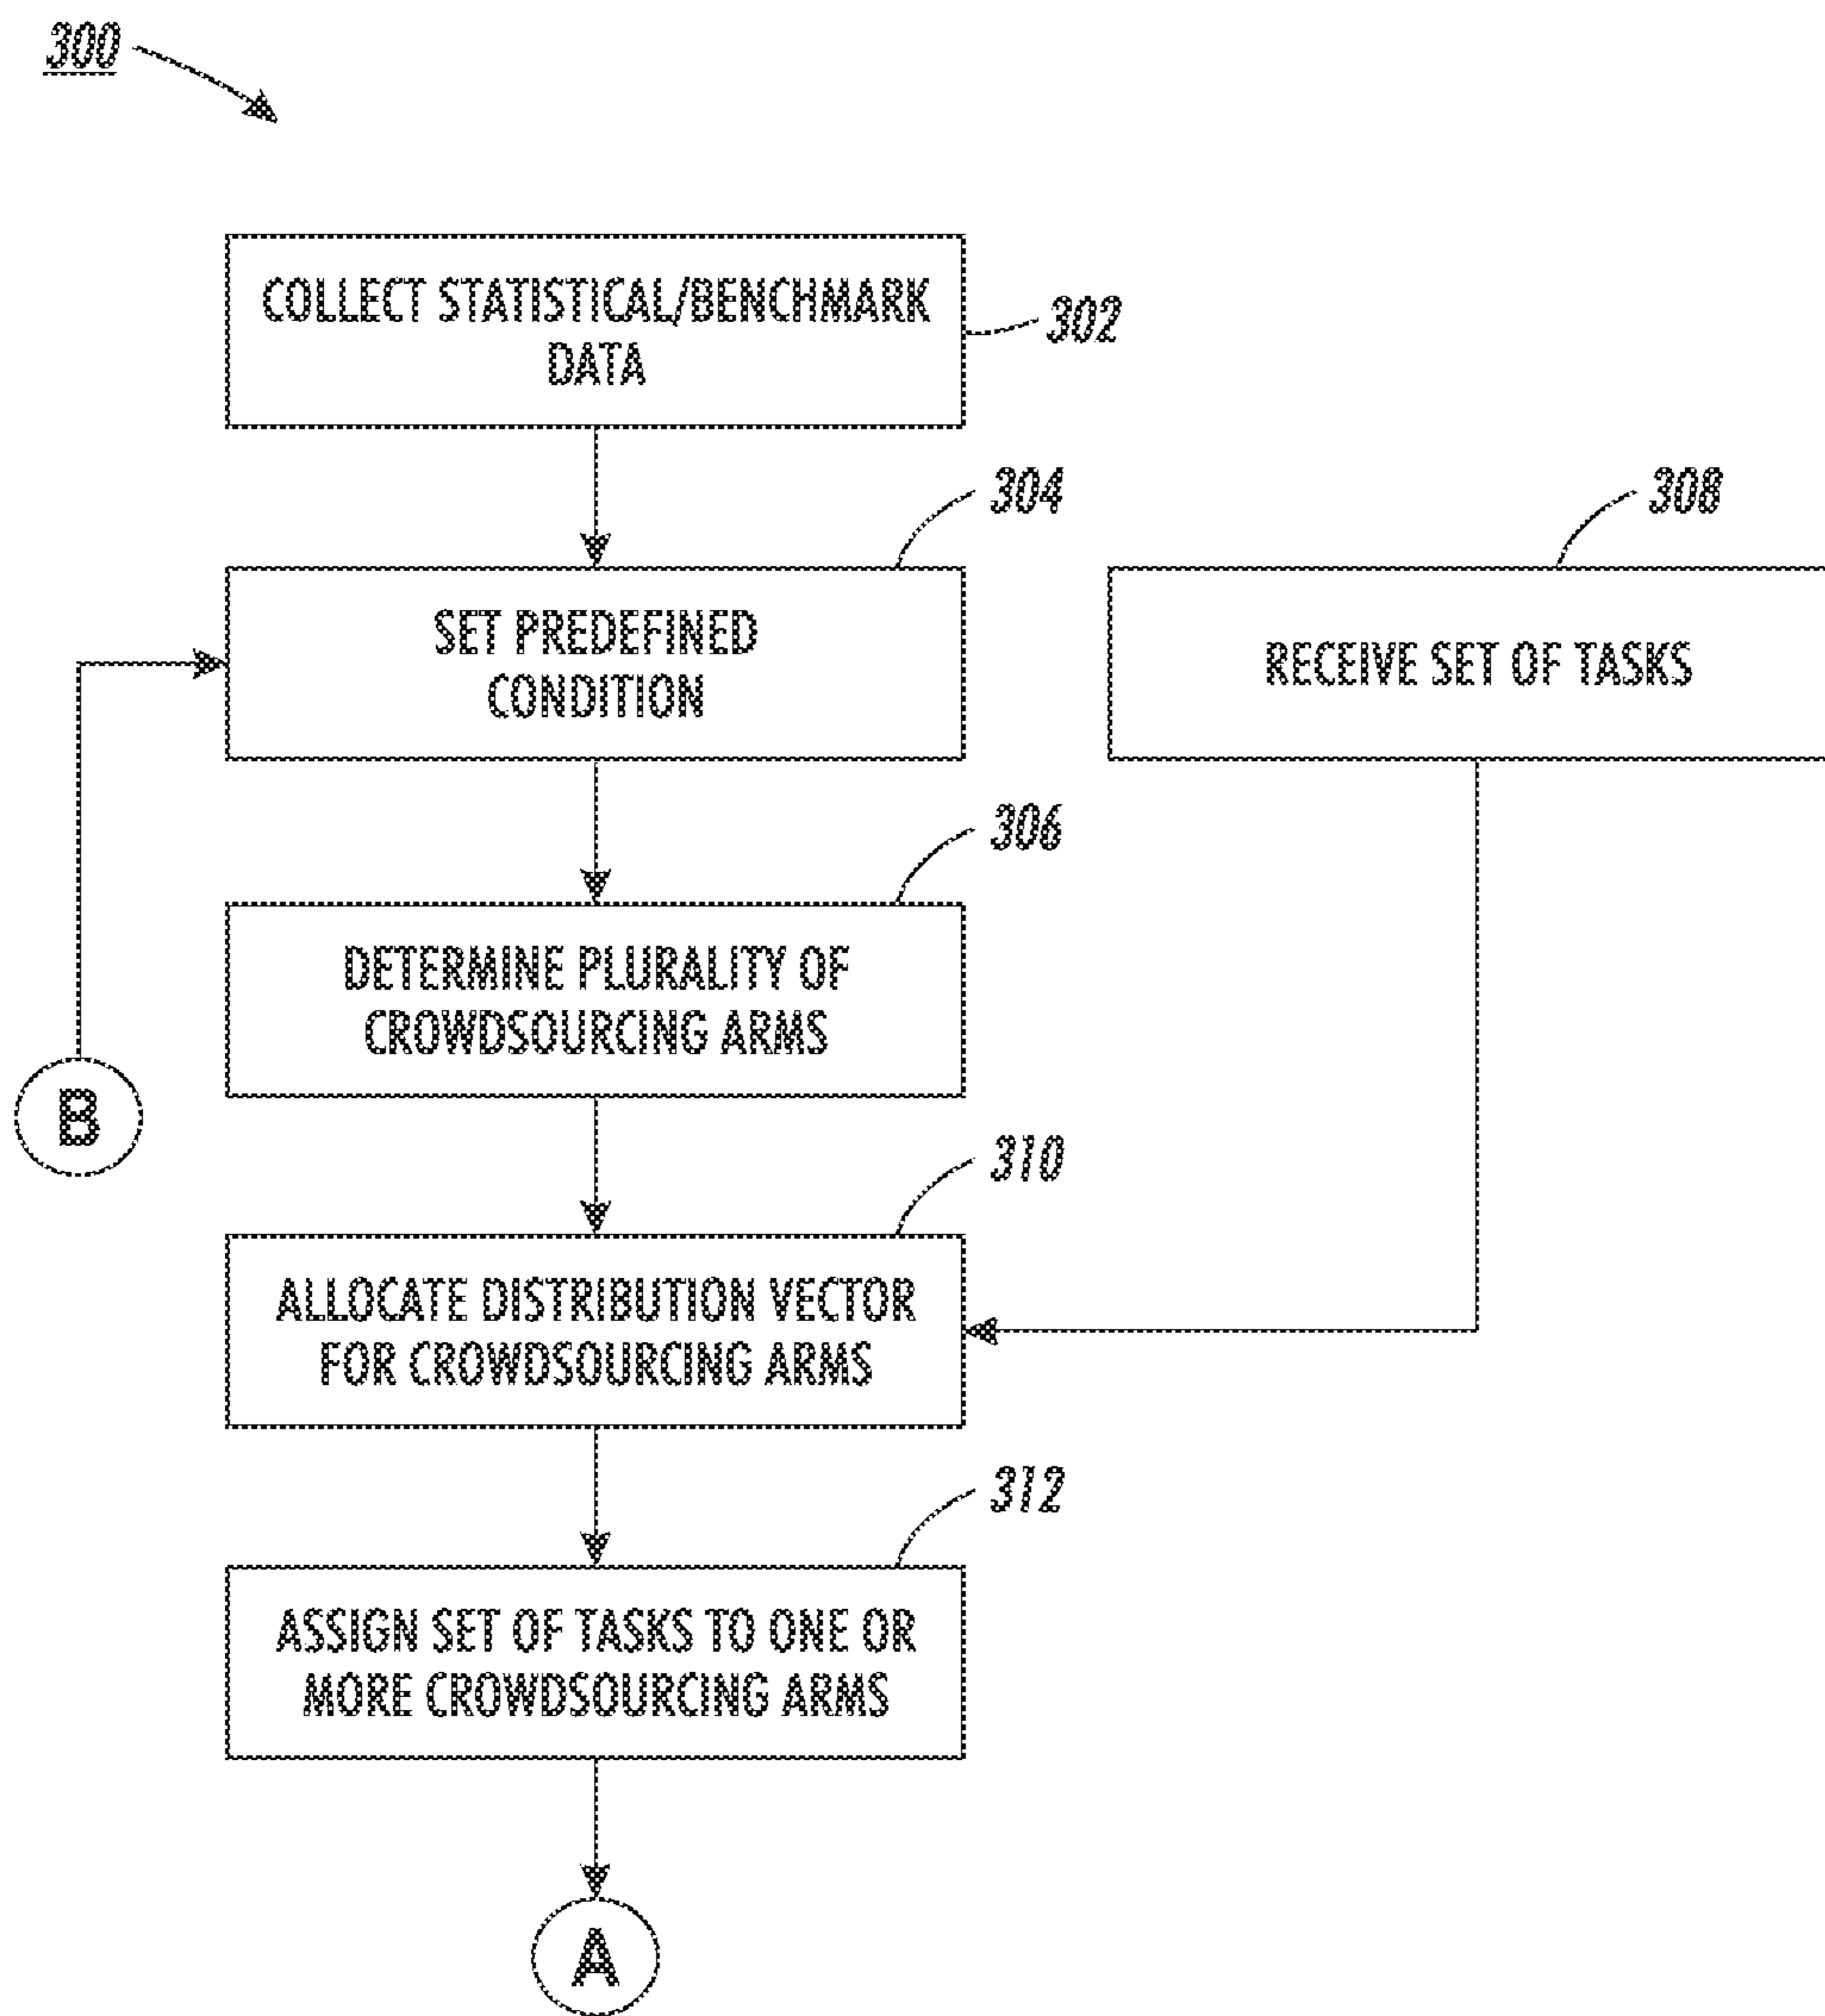 300
COLLECT STATISTICAL/BENCHMARK
DATA
302
304
SET PREDEFINED
CONDITION
308
RECEIVE SET OF TASKS
306
DETERMINE PLURALITY OF
CROWDSOURCING ARMS
B
310
ALLOCATE DISTRIBUTION VECTOR
FOR CROWDSOURCING ARMS
312
ASSIGN SET OF TASKS TO ONE OR
MORE CROWDSOURCING ARMS
A